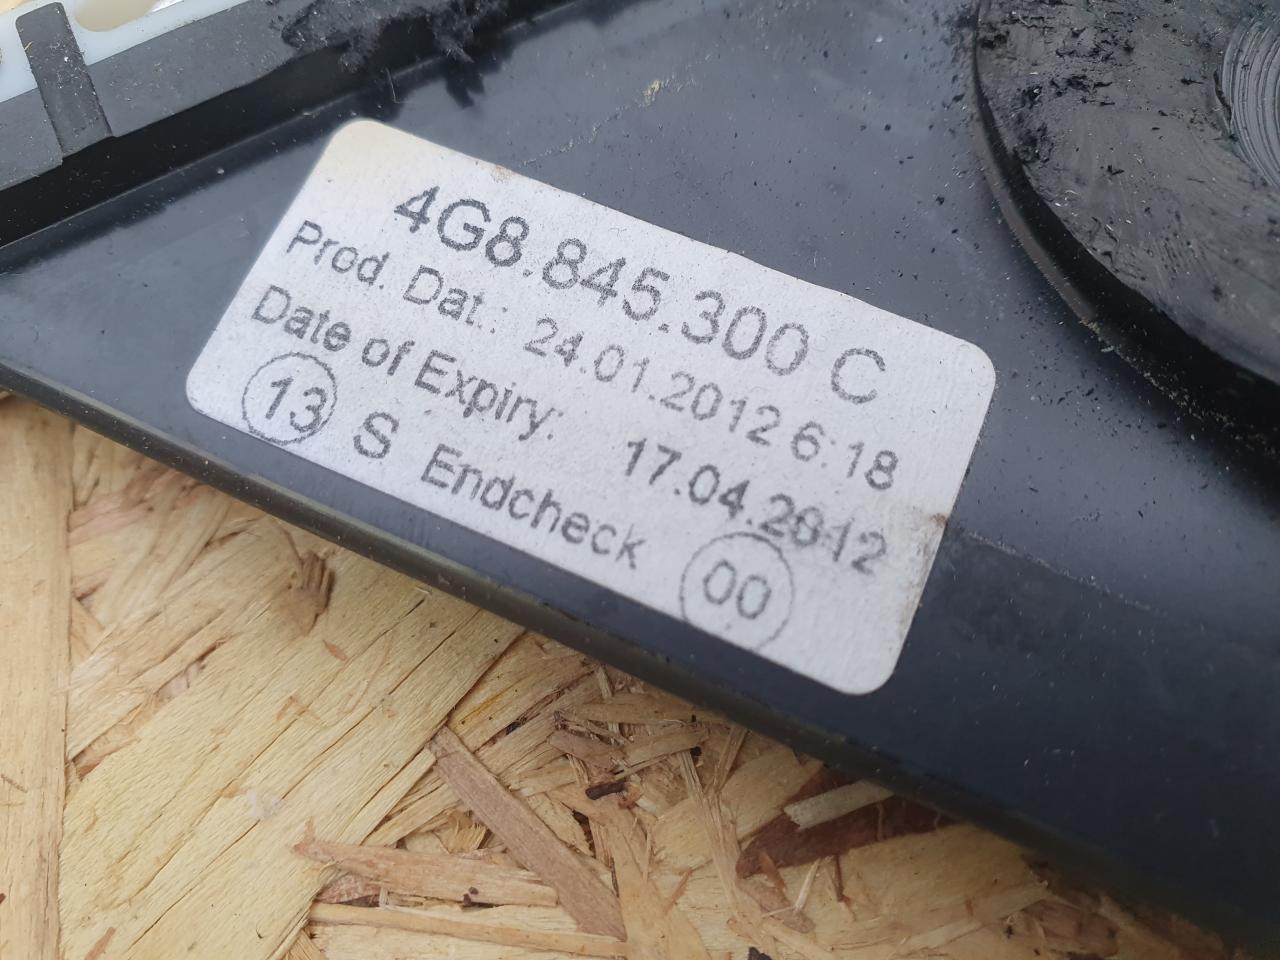 4G8.845.300 C
Prod. Dat.: 24.01.2012 6:18
Date of Expiry: 17.04.2012
13 S Endcheck 00